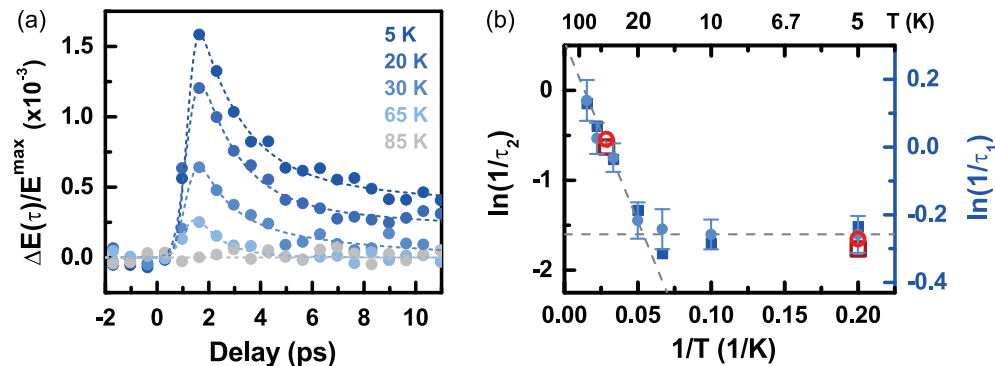 (a)
1.5
1.0
0.5
0.0
ΔE(τ)/E^max (x10^-3)
5 K
20 K
30 K
65 K
85 K
-2 0 2 4 6 8 10
Delay (ps)
(b)
100 20 10 6.7 5 T (K)
0
-1
-2
ln(1/τ₂)
0.2
0.0
-0.2
-0.4
ln(1/τ₁)
0.00 0.05 0.10 0.15 0.20
1/T (1/K)